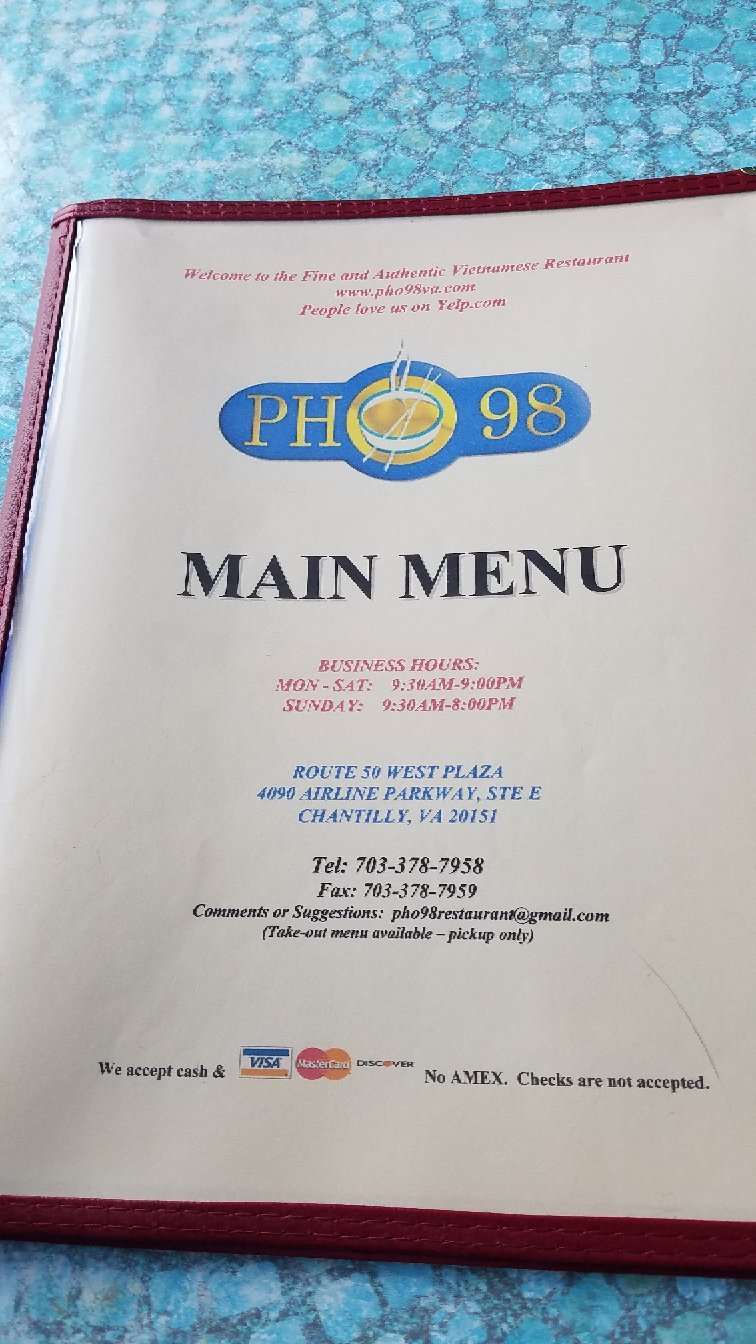 Welcome to the Fine and Authentic Vietnamese Restaurant
www.pho98va.com
People love us on Yelp.com
PHO 98
MAIN MENU
BUSINESS HOURS:
MON - SAT: 9:30AM-9:00PM
SUNDAY: 9:30AM-8:00PM
ROUTE 50 WEST PLAZA
4090 AIRLINE PARKWAY, STE E
CHANTILLY, VA 20151
Tel: 703-378-7958
Fax: 703-378-7959
Comments or Suggestions: pho98restaurant@gmail.com
(Take-out menu available – pickup only)
We accept cash & VISA MasterCard DISCOVER No AMEX. Checks are not accepted.